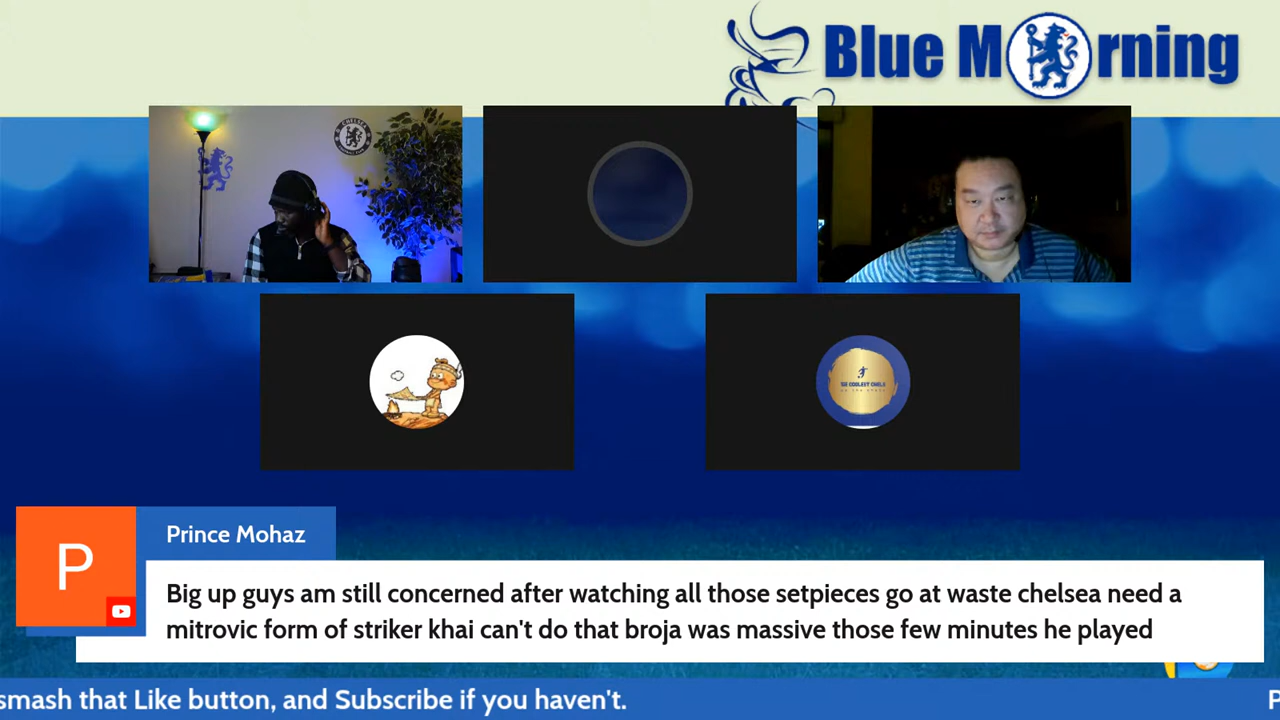 Blue Morning
CHELSEA
Prince Mohaz
P
Big up guys am still concerned after watching all those setpieces go at waste chelsea need a
mitrovic form of striker khai can't do that broja was massive those few minutes he played
smash that Like button, and Subscribe if you haven't.
P